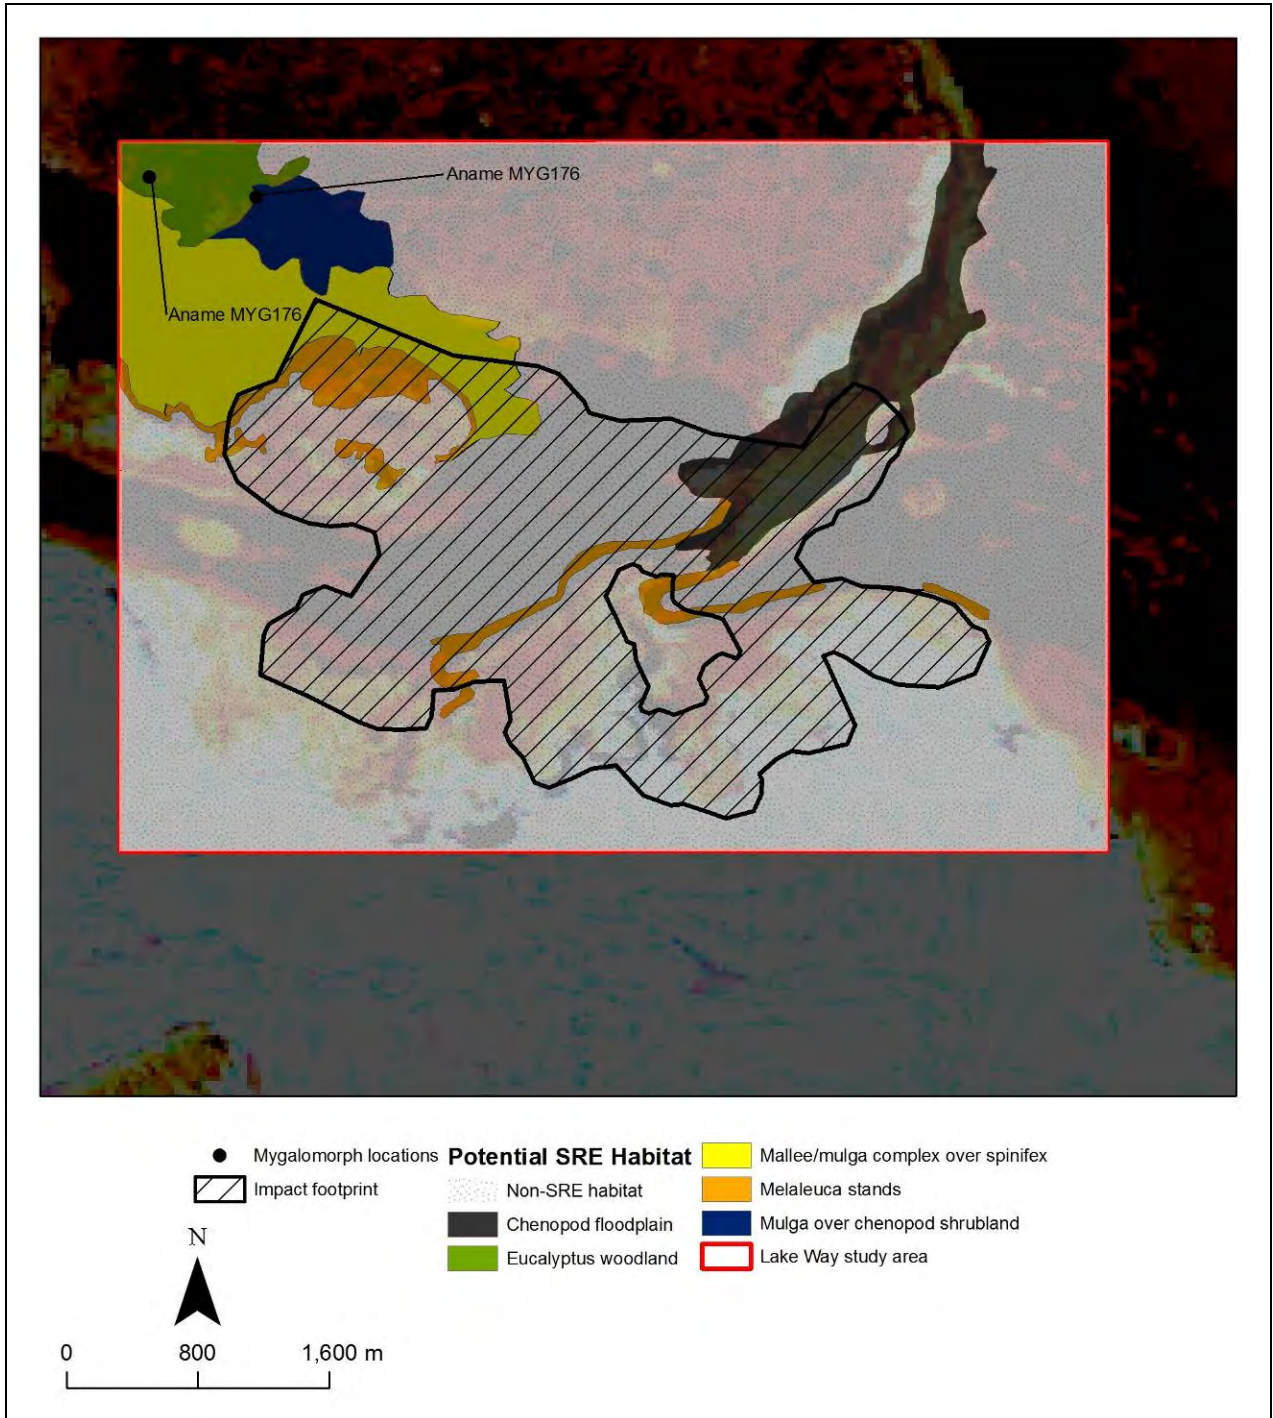 Aname MYG176
Aname MYG176
Mygalomorph locations
Impact footprint
Potential SRE Habitat
Non-SRE habitat
Chenopod floodplain
Eucalyptus woodland
Mallee/mulga complex over spinifex
Melaleuca stands
Mulga over chenopod shrubland
Lake Way study area
N
0 800 1,600 m